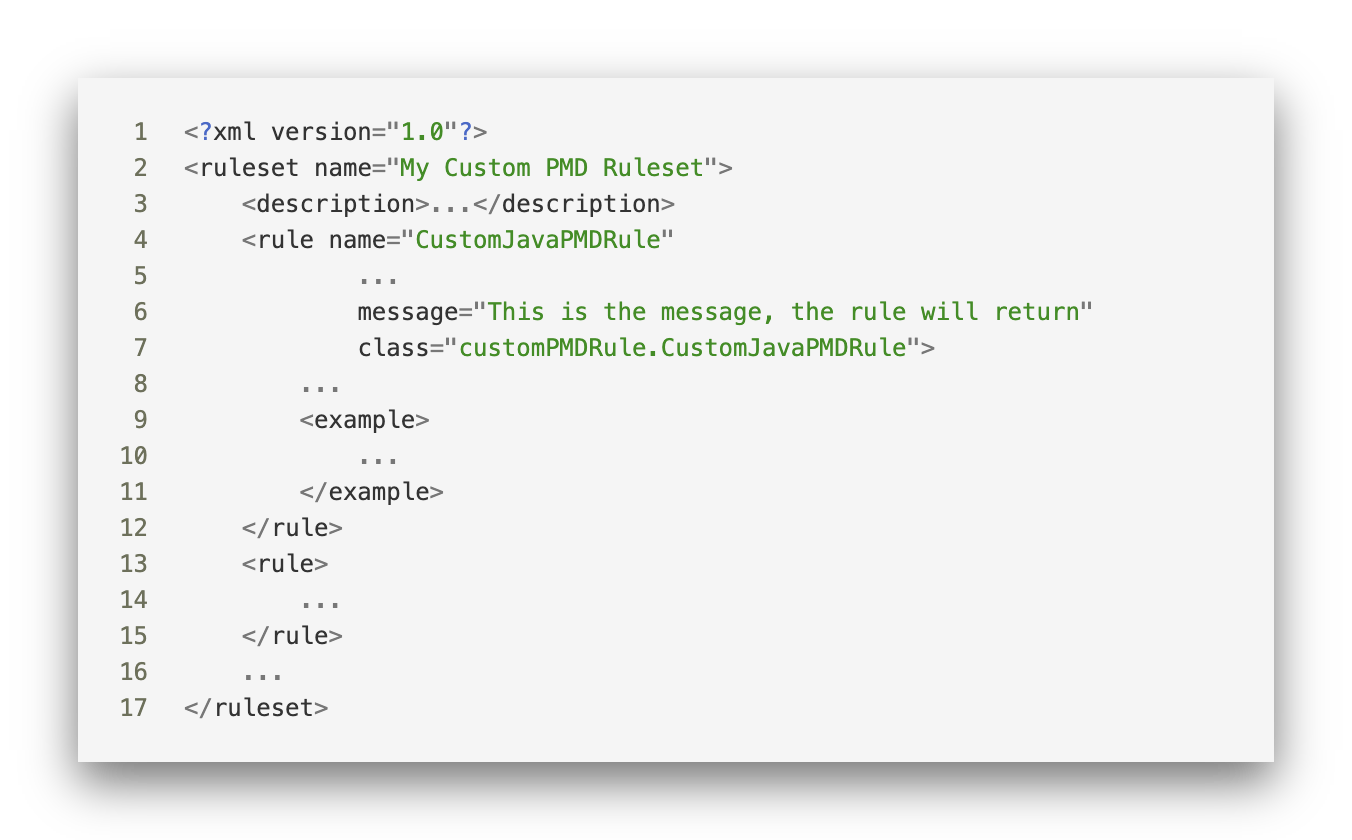 1 <?xml version="1.0"?>
2 <ruleset name="My Custom PMD Ruleset">
3     <description>...</description>
4     <rule name="CustomJavaPMDRule"
5             ...
6             message="This is the message, the rule will return"
7             class="customPMDRule.CustomJavaPMDRule">
8         ...
9         <example>
10             ...
11         </example>
12     </rule>
13     <rule>
14         ...
15     </rule>
16     ...
17 </ruleset>